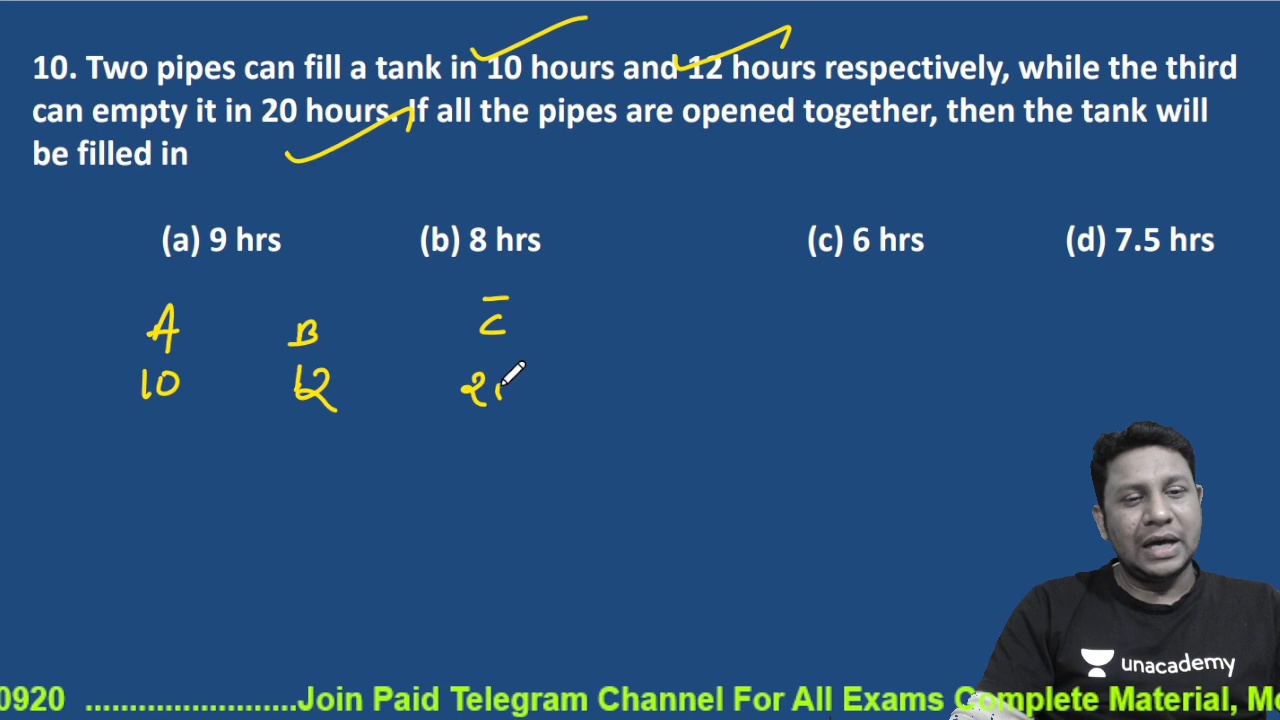 10. Two pipes can fill a tank in 10 hours and 12 hours respectively, while the third
can empty it in 20 hours. If all the pipes are opened together, then the tank will
be filled in
(a) 9 hrs (b) 8 hrs (c) 6 hrs (d) 7.5 hrs
A B C
10 12 2
unacademy
0920 .......................Join Paid Telegram Channel For All Exams Complete Material,